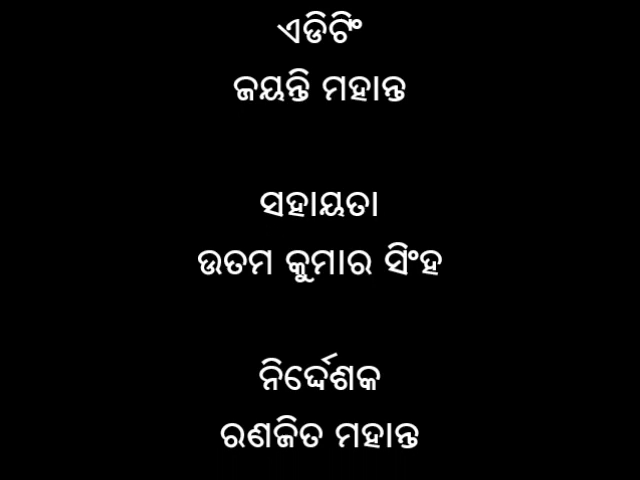 ଏଡିଟିଂ
ଜୟନ୍ତି ମହାନ୍ତ
ସହାୟତା
ଉତମ କୁମାର ସିଂହ
ନିର୍ଦ୍ଦେଶକ
ରଣଜିତ ମହାନ୍ତ